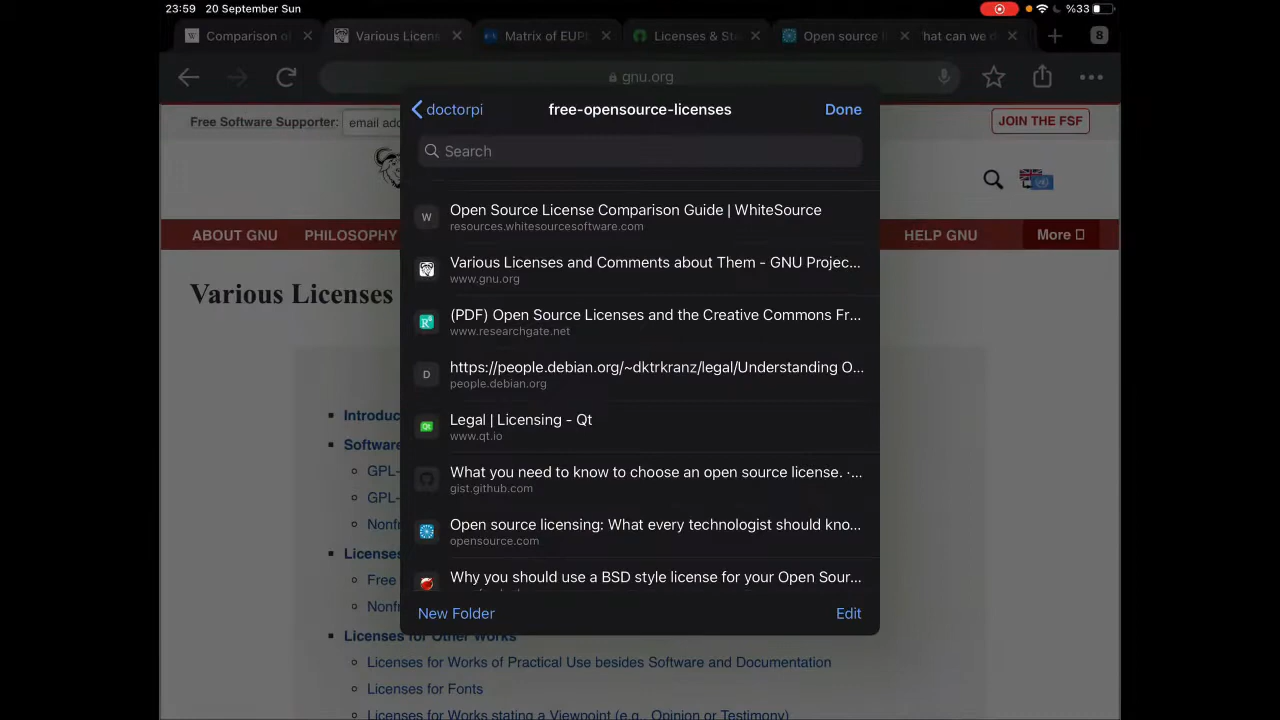 23:59 20 September Sun %33
W Comparison o
Various Licens
Matrix of EUP
Licenses & Sta
Open source li
hat can we d
8
gnu.org
Free Software Supporter: email add
JOIN THE FSF
doctorpi free-opensource-licenses Done
Search
ABOUT GNU PHILOSOPHY HELP GNU More
W Open Source License Comparison Guide | WhiteSource
resources.whitesourcesoftware.com
Various Licenses and Comments about Them - GNU Projec...
www.gnu.org
Various Licenses
R (PDF) Open Source Licenses and the Creative Commons Fr...
www.researchgate.net
D https://people.debian.org/~dktrkranz/legal/Understanding O...
people.debian.org
Introduc
Qt Legal | Licensing - Qt
www.qt.io
Software
GPL-
What you need to know to choose an open source license. ·...
gist.github.com
GPL-
Nonf
Open source licensing: What every technologist should kno...
opensource.com
Licenses
Free
Why you should use a BSD style license for your Open Sour...
Nonf
New Folder Edit
Licenses for Other Works
Licenses for Works of Practical Use besides Software and Documentation
Licenses for Fonts
Licenses for Works stating a Viewpoint (e.g., Opinion or Testimony)